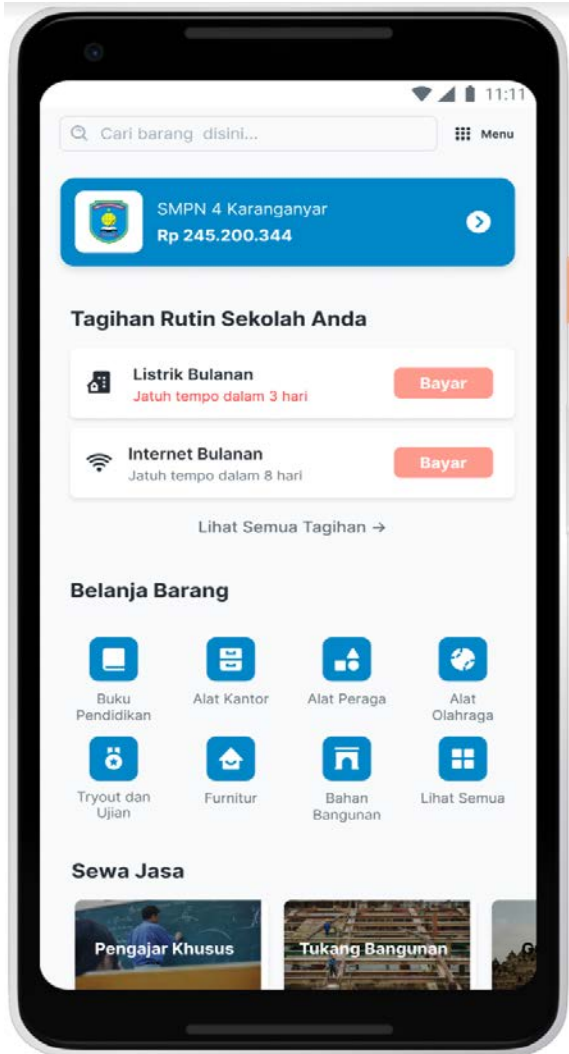 11:11
Cari barang disini...
Menu
SMPN 4 Karanganyar
Rp 245.200.344
Tagihan Rutin Sekolah Anda
Listrik Bulanan
Jatuh tempo dalam 3 hari
Bayar
Internet Bulanan
Jatuh tempo dalam 8 hari
Bayar
Lihat Semua Tagihan →
Belanja Barang
Buku
Pendidikan
Alat Kantor
Alat Peraga
Alat
Olahraga
Tryout dan
Ujian
Furnitur
Bahan
Bangunan
Lihat Semua
Sewa Jasa
Pengajar Khusus
Tukang Bangunan